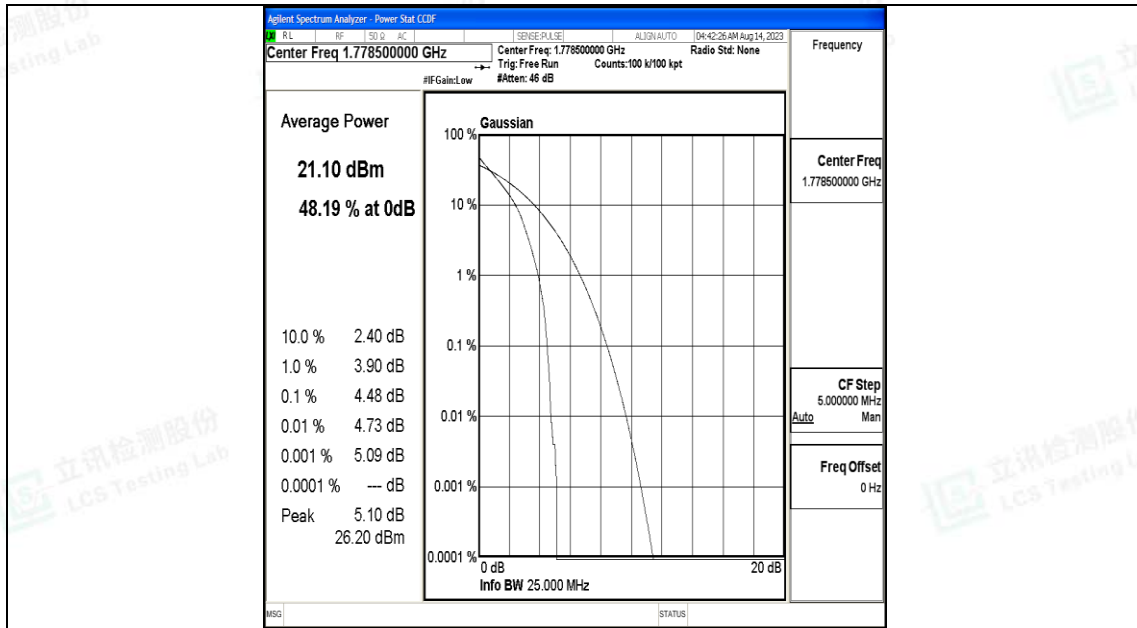 Agilent Spectrum Analyzer - Power Stat CCDF
LXI RL RF 50 Ω AC SENSE:PULSE ALIGN AUTO 04:42:26 AM Aug 14, 2023
Center Freq 1.778500000 GHz
Center Freq: 1.778500000 GHz Radio Std: None
Trig: Free Run Counts:100 k/100 kpt
#IFGain:Low #Atten: 46 dB
Average Power
21.10 dBm
48.19 % at 0dB
10.0 % 2.40 dB
1.0 % 3.90 dB
0.1 % 4.48 dB
0.01 % 4.73 dB
0.001 % 5.09 dB
0.0001 % --- dB
Peak 5.10 dB
26.20 dBm
Gaussian
100 %
10 %
1 %
0.1 %
0.01 %
0.001 %
0.0001 %
0 dB 20 dB
Info BW 25.000 MHz
Frequency
Center Freq
1.778500000 GHz
CF Step
5.000000 MHz
Auto Man
Freq Offset
0 Hz
MSG STATUS
立讯检测股份
LCS Testing Lab